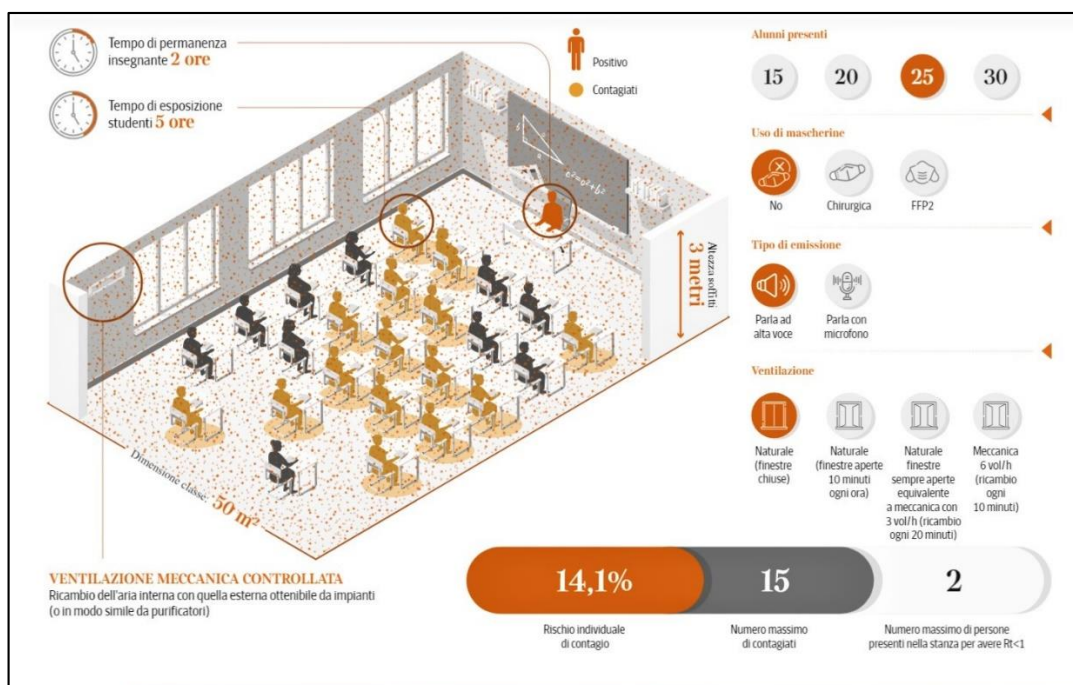 Tempo di permanenza
insegnante 2 ore
Tempo di esposizione
studenti 5 ore
Positivo
Contagiati
a²=o²+b²
Altezza soffitti
3 metri
Dimensione classe:
50 m²
VENTILAZIONE MECCANICA CONTROLLATA
Ricambio dell'aria interna con quella esterna ottenibile da impianti
(o in modo simile da purificatori)
Alunni presenti
15
20
25
30
Uso di mascherine
No
Chirurgica
FFP2
Tipo di emissione
Parla ad
alta voce
Parla con
microfono
Ventilazione
Naturale
(finestre
chiuse)
Naturale
(finestre aperte
10 minuti
ogni ora)
Naturale
finestre
sempre aperte
equivalente
a meccanica con
3 vol/h (ricambio
ogni 20 minuti)
Meccanica
6 vol/h
(ricambio
ogni
10 minuti)
14,1%
Rischio individuale
di contagio
15
Numero massimo
di contagiati
2
Numero massimo di persone
presenti nella stanza per avere Rt<1